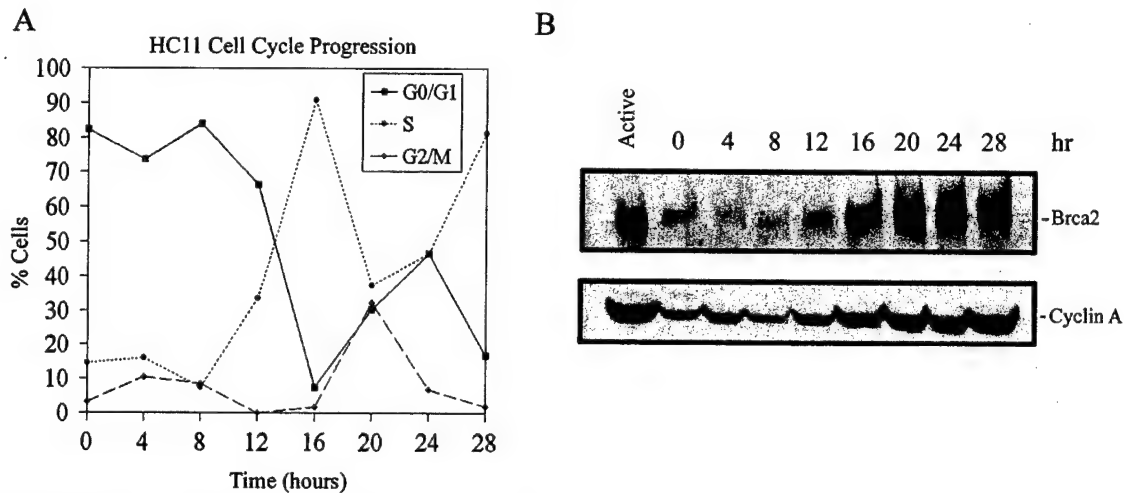 A
HC11 Cell Cycle Progression
100
90
80
70
60
50
40
30
20
10
0
% Cells
G0/G1
S
G2/M
0 4 8 12 16 20 24 28
Time (hours)
B
Active 0 4 8 12 16 20 24 28 hr
-Brca2
-Cyclin A